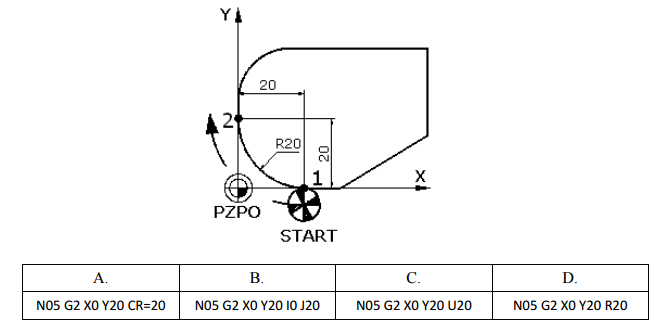 Y
20
2
R20
20
1
X
PZPO
START
A. B. C. D.
N05 G2 X0 Y20 CR=20 N05 G2 X0 Y20 I0 J20 N05 G2 X0 Y20 U20 N05 G2 X0 Y20 R20